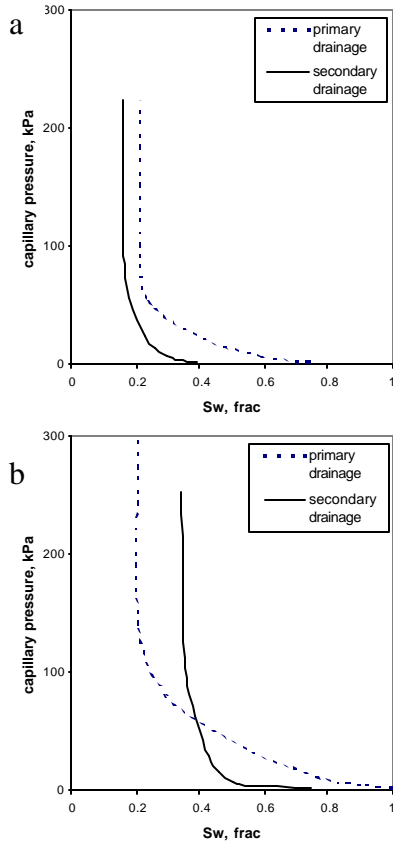 a
300
200
100
0
capillary pressure, kPa
primary
drainage
secondary
drainage
0
0.2
0.4
0.6
0.8
1
Sw, frac
b
300
200
100
0
capillary pressure, kPa
primary
drainage
secondary
drainage
0
0.2
0.4
0.6
0.8
1
Sw, frac